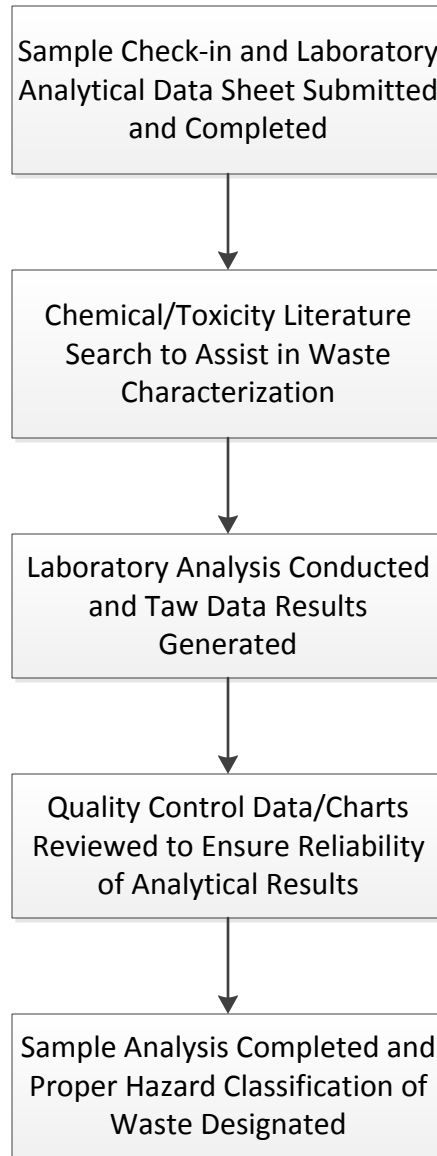 Sample Check-in and Laboratory
Analytical Data Sheet Submitted
and Completed
Chemical/Toxicity Literature
Search to Assist in Waste
Characterization
Laboratory Analysis Conducted
and Taw Data Results
Generated
Quality Control Data/Charts
Reviewed to Ensure Reliability
of Analytical Results
Sample Analysis Completed and
Proper Hazard Classification of
Waste Designated